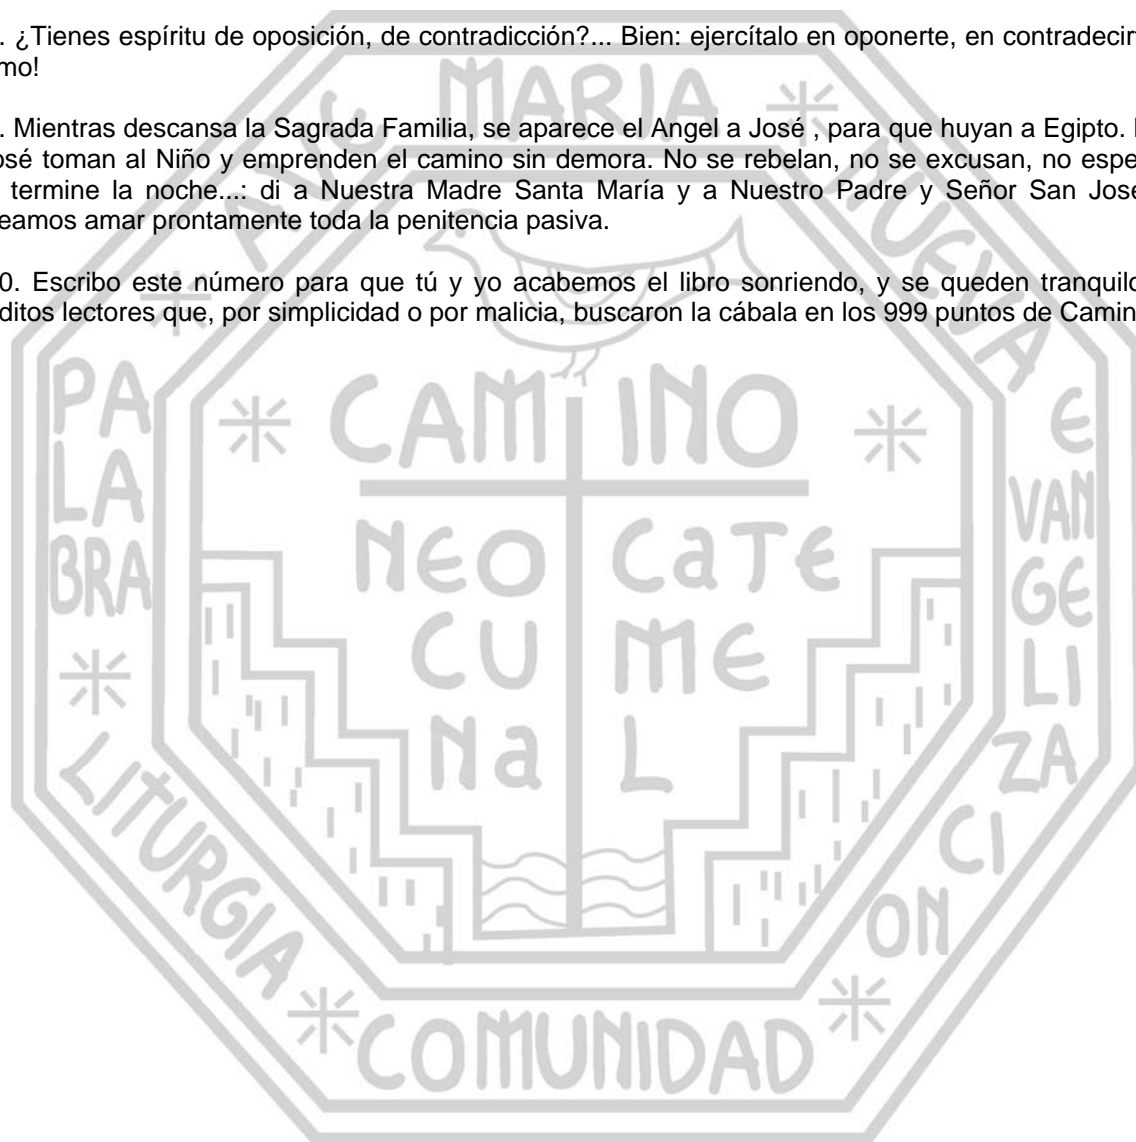 . ¿Tienes espíritu de oposición, de contradicción?... Bien: ejercítalo en oponerte, en contradecir
mo!
. Mientras descansa la Sagrada Familia, se aparece el Angel a José , para que huyan a Egipto.
osé toman al Niño y emprenden el camino sin demora. No se rebelan, no se excusan, no espe
termine la noche...: di a Nuestra Madre Santa María y a Nuestro Padre y Señor San José
eamos amar prontamente toda la penitencia pasiva.
0. Escribo este número para que tú y yo acabemos el libro sonriendo, y se queden tranquilo
ditos lectores que, por simplicidad o por malicia, buscaron la cábala en los 999 puntos de Camin
AVE MARIA NUEVA
PA
LA
BRA
CAMINO
NEO CaTE
CU ME
Na L
E
VAN
GE
LI
ZA
CI
ON
LITURGIA
COMUNIDAD